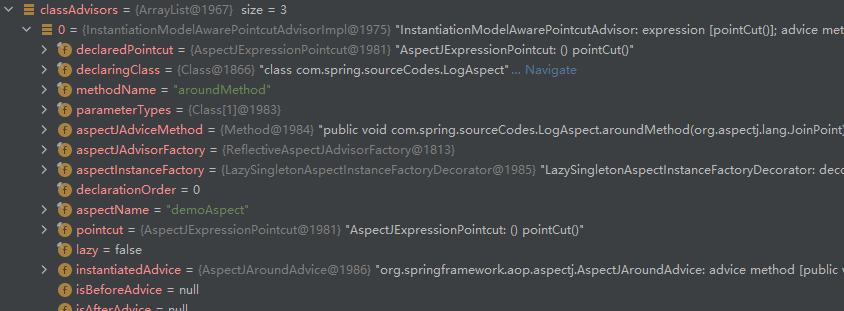 classAdvisors = {ArrayList@1967} size = 3
0 = {InstantiationModelAwarePointcutAdvisorImpl@1975} "InstantiationModelAwarePointcutAdvisor: expression [pointCut()]; advice met
declaredPointcut = {AspectJExpressionPointcut@1981} "AspectJExpressionPointcut: () pointCut()"
declaringClass = {Class@1866} "class com.spring.sourceCodes.LogAspect"... Navigate
methodName = "aroundMethod"
parameterTypes = {Class[1]@1983}
aspectJAdviceMethod = {Method@1984} "public void com.spring.sourceCodes.LogAspect.aroundMethod(org.aspectj.lang.JoinPoint)
aspectJAdvisorFactory = {ReflectiveAspectJAdvisorFactory@1813}
aspectInstanceFactory = {LazySingletonAspectInstanceFactoryDecorator@1985} "LazySingletonAspectInstanceFactoryDecorator: deco
declarationOrder = 0
aspectName = "demoAspect"
pointcut = {AspectJExpressionPointcut@1981} "AspectJExpressionPointcut: () pointCut()"
lazy = false
instantiatedAdvice = {AspectJAroundAdvice@1986} "org.springframework.aop.aspectj.AspectJAroundAdvice: advice method [public v
isBeforeAdvice = null
isAfterAdvice = null